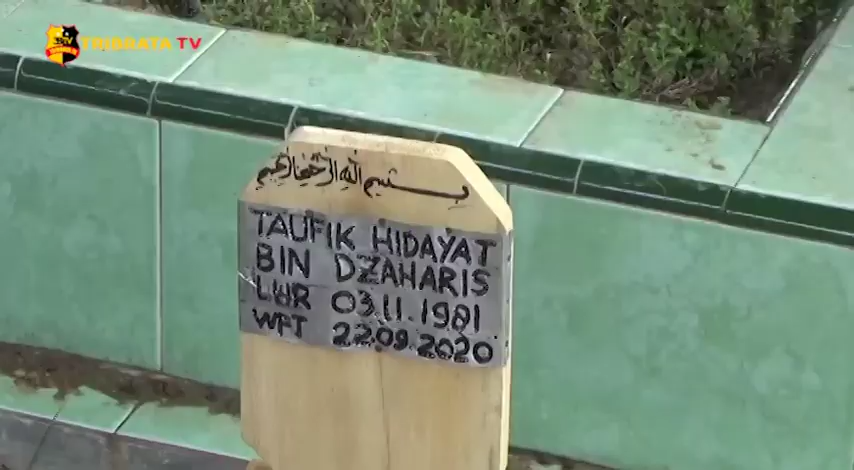 TRIBRATA TV
بسم الله الرحمن الرحيم
TAUFIK HIDAYAT
BIN DZAHARIS
LHR 03.11.1981
WFT 22.09.2020